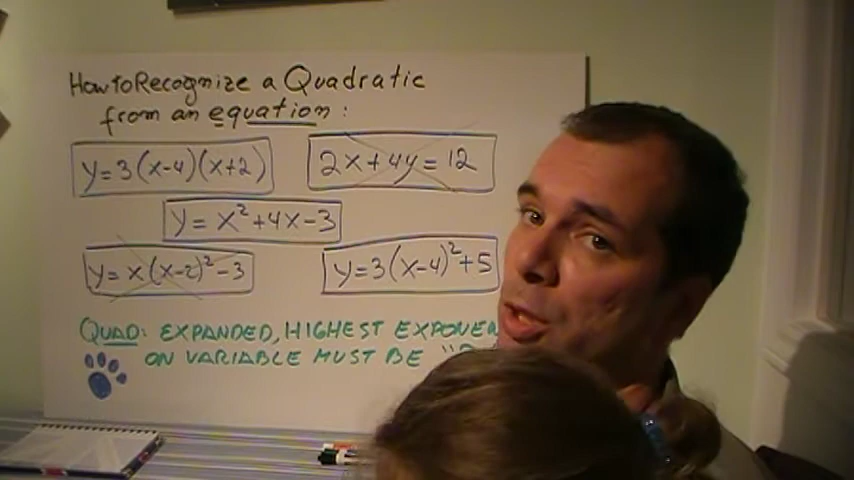 How to Recognize a Quadratic
from an equation:
y=3(x-4)(x+2)
2x+4y=12
y=x²+4x-3
y=x(x-2)²-3
y=3(x-4)²+5
QUAD: EXPANDED, HIGHEST EXPONEN
ON VARIABLE MUST BE